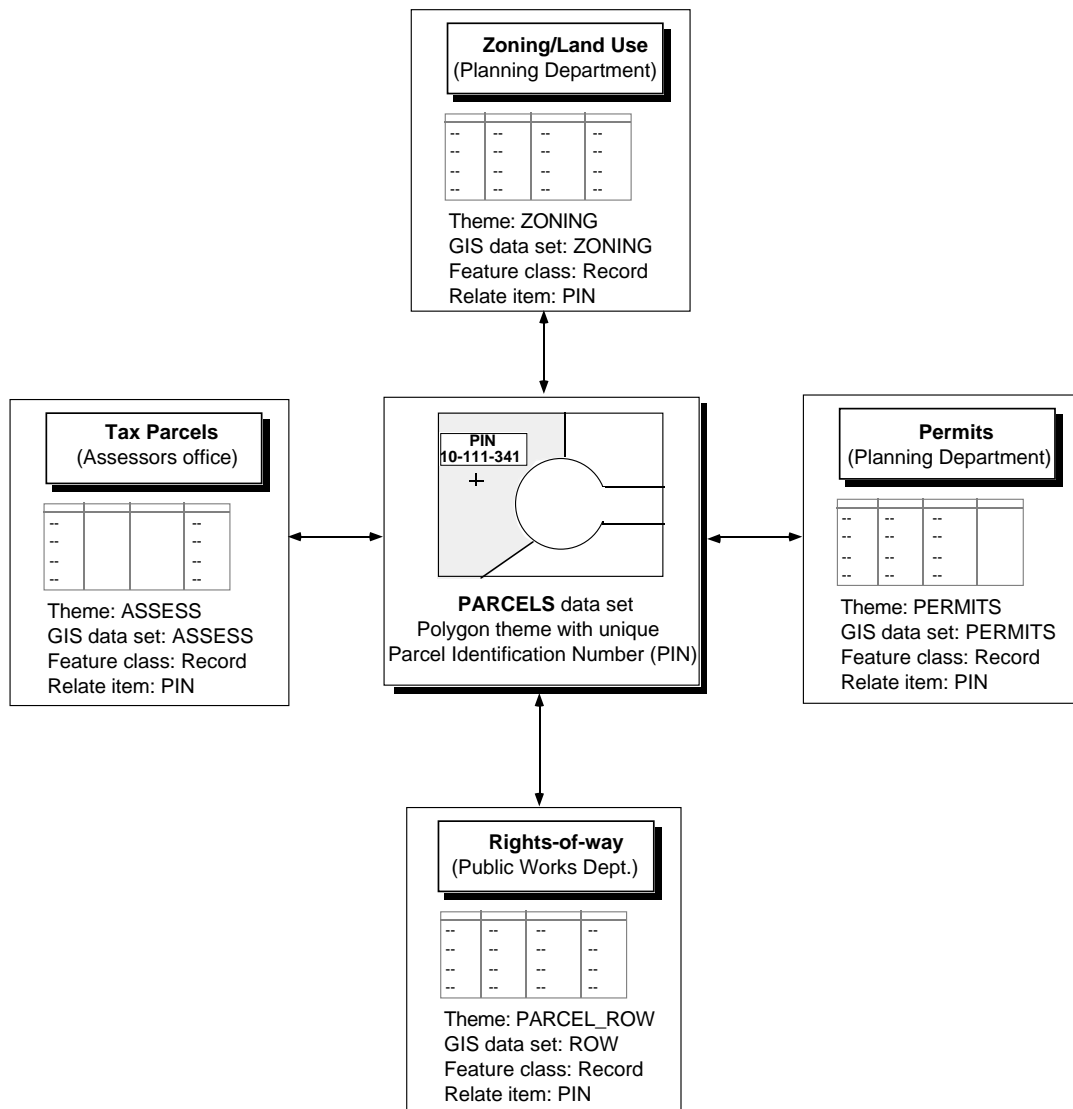 Zoning/Land Use
(Planning Department)
-- -- -- --
-- -- -- --
-- -- -- --
-- -- -- --
Theme: ZONING
GIS data set: ZONING
Feature class: Record
Relate item: PIN
Tax Parcels
(Assessors office)
-- --
-- --
-- --
-- --
Theme: ASSESS
GIS data set: ASSESS
Feature class: Record
Relate item: PIN
PIN
10-111-341
PARCELS data set
Polygon theme with unique
Parcel Identification Number (PIN)
Permits
(Planning Department)
-- -- --
-- -- --
-- -- --
-- -- --
Theme: PERMITS
GIS data set: PERMITS
Feature class: Record
Relate item: PIN
Rights-of-way
(Public Works Dept.)
-- -- -- --
-- -- -- --
-- -- -- --
-- -- -- --
Theme: PARCEL_ROW
GIS data set: ROW
Feature class: Record
Relate item: PIN